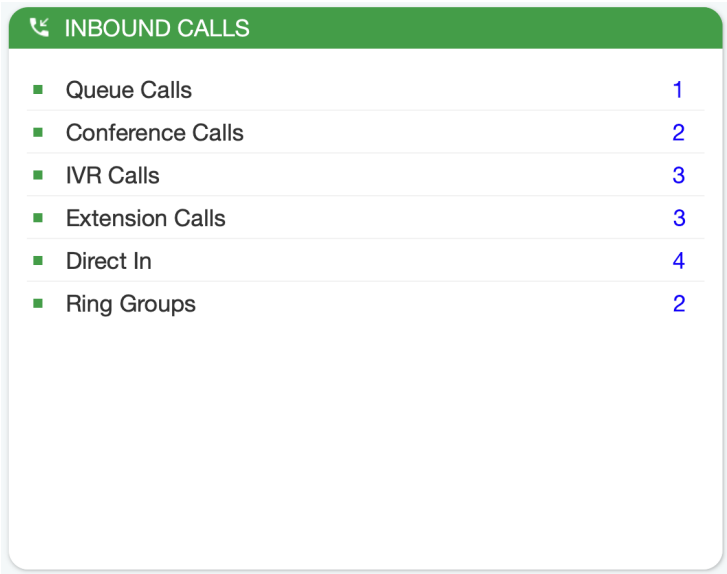 INBOUND CALLS
Queue Calls 1
Conference Calls 2
IVR Calls 3
Extension Calls 3
Direct In 4
Ring Groups 2